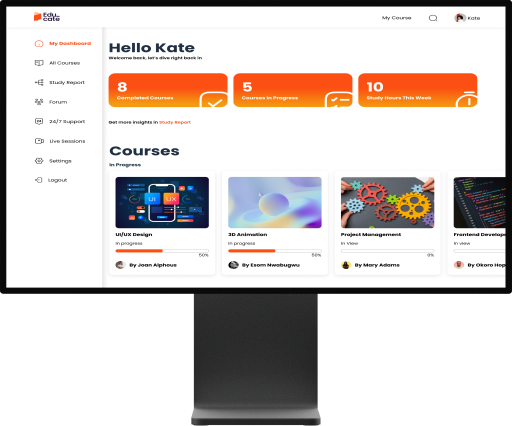 Edu_
cate
My Course
Kate
My Dashboard
All Courses
Study Report
Forum
24/7 Support
Live Sessions
Settings
Logout
Hello Kate
Welcome back, let's dive right back in
8
Completed Courses
5
Courses in Progress
10
Study Hours This Week
Get more insights in Study Report
Courses
In Progress
UI
UX
UI/UX Design
In progress
50%
By Joan Alphous
3D Animation
In progress
50%
By Esom Nwabugwu
Project Management
In View
0%
By Mary Adams
Frontend Develop
In view
By Okoro Hop